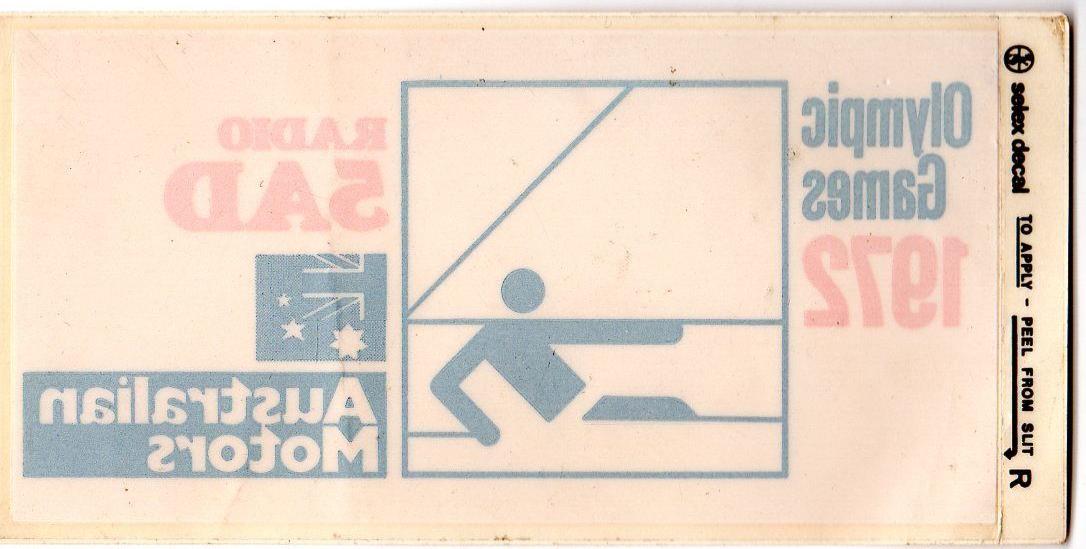 Olympic
Games
1972
RADIO
5AD
Australian
Motors
selex decal TO APPLY - PEEL FROM SLIT R